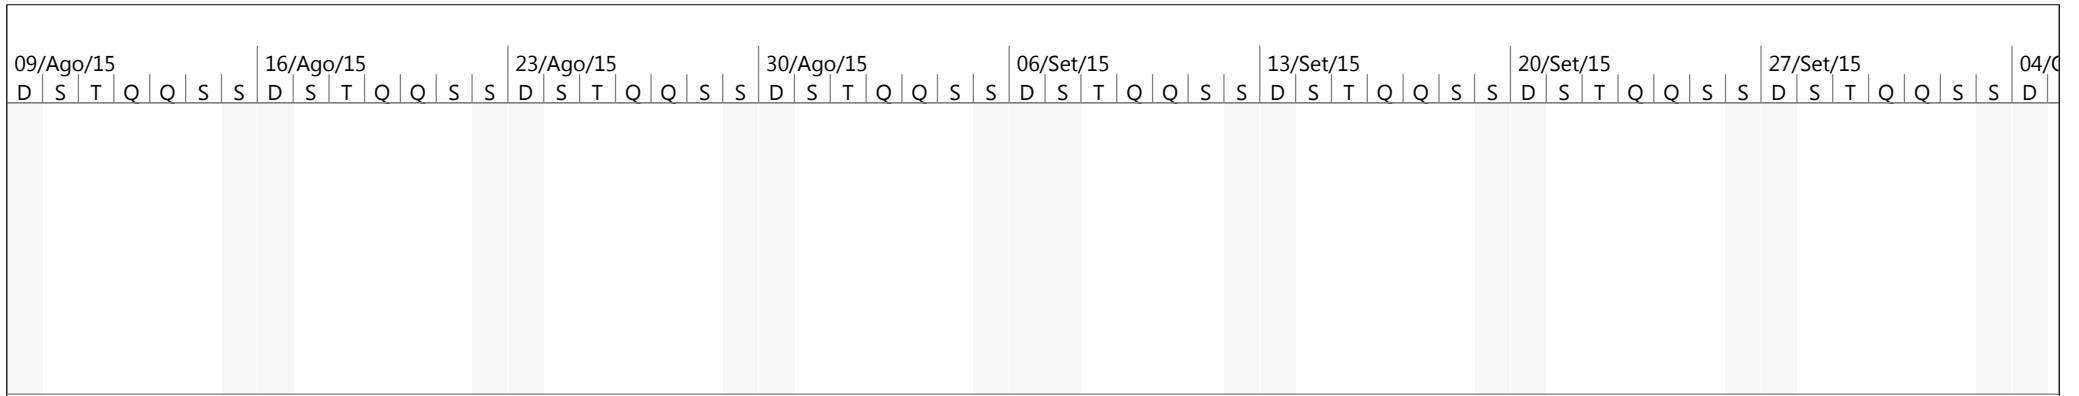 09/Ago/15 16/Ago/15 23/Ago/15 30/Ago/15 06/Set/15 13/Set/15 20/Set/15 27/Set/15 04/
D S T Q Q S S D S T Q Q S S D S T Q Q S S D S T Q Q S S D S T Q Q S S D S T Q Q S S D S T Q Q S S D S T Q Q S S D